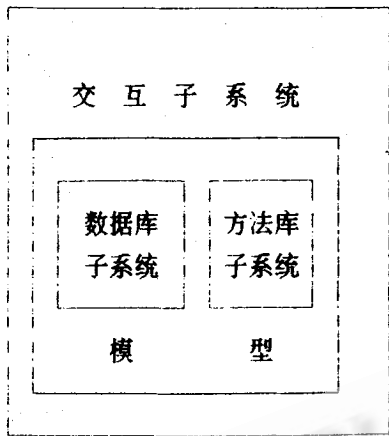 交互子系统
数据库 方法库
子系统 子系统
模 型